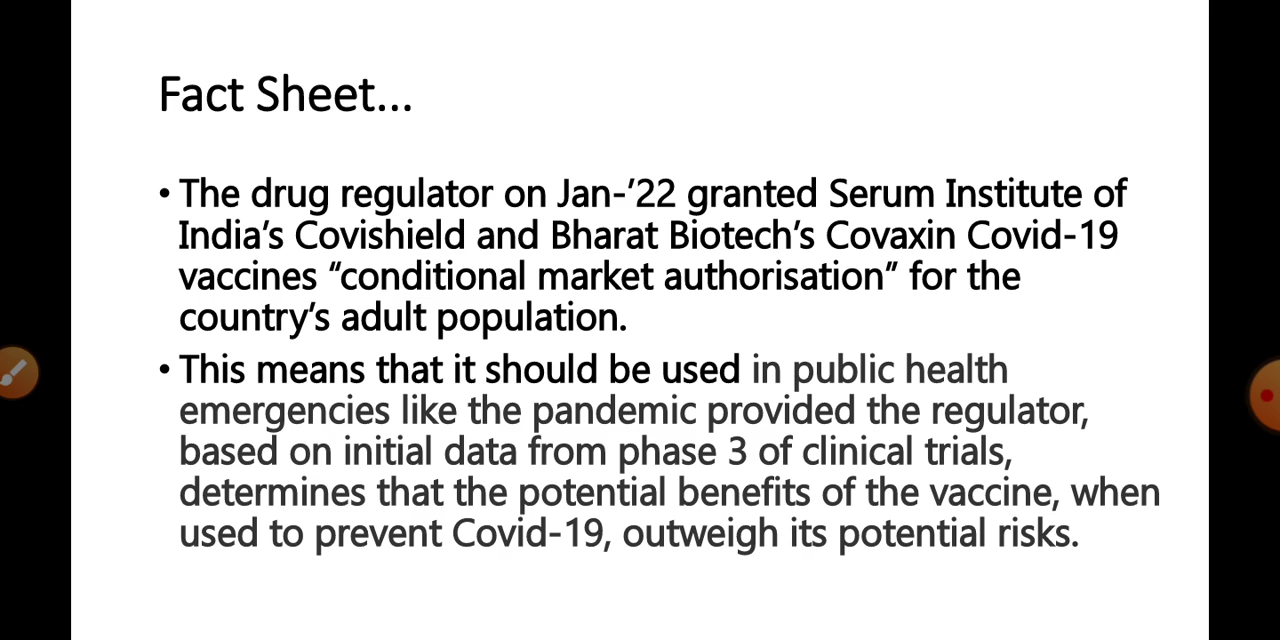 Fact Sheet...
• The drug regulator on Jan-’22 granted Serum Institute of
India’s Covishield and Bharat Biotech’s Covaxin Covid-19
vaccines “conditional market authorisation” for the
country’s adult population.
• This means that it should be used in public health
emergencies like the pandemic provided the regulator,
based on initial data from phase 3 of clinical trials,
determines that the potential benefits of the vaccine, when
used to prevent Covid-19, outweigh its potential risks.